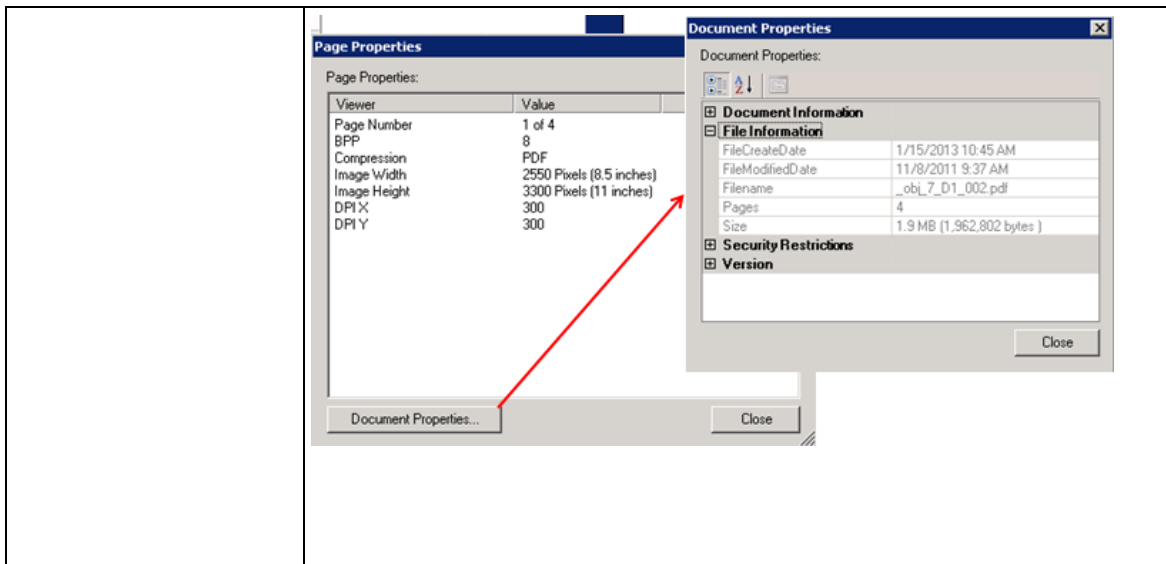 Page Properties
Page Properties:
Viewer Value
Page Number 1 of 4
BPP 8
Compression PDF
Image Width 2550 Pixels (8.5 inches)
Image Height 3300 Pixels (11 inches)
DPI X 300
DPI Y 300
Document Properties... Close
Document Properties
Document Properties:
Document Information
File Information
FileCreateDate 1/15/2013 10:45 AM
FileModifiedDate 11/8/2011 9:37 AM
Filename _obj_7_D1_002.pdf
Pages 4
Size 1.9 MB (1,962,802 bytes )
Security Restrictions
Version
Close